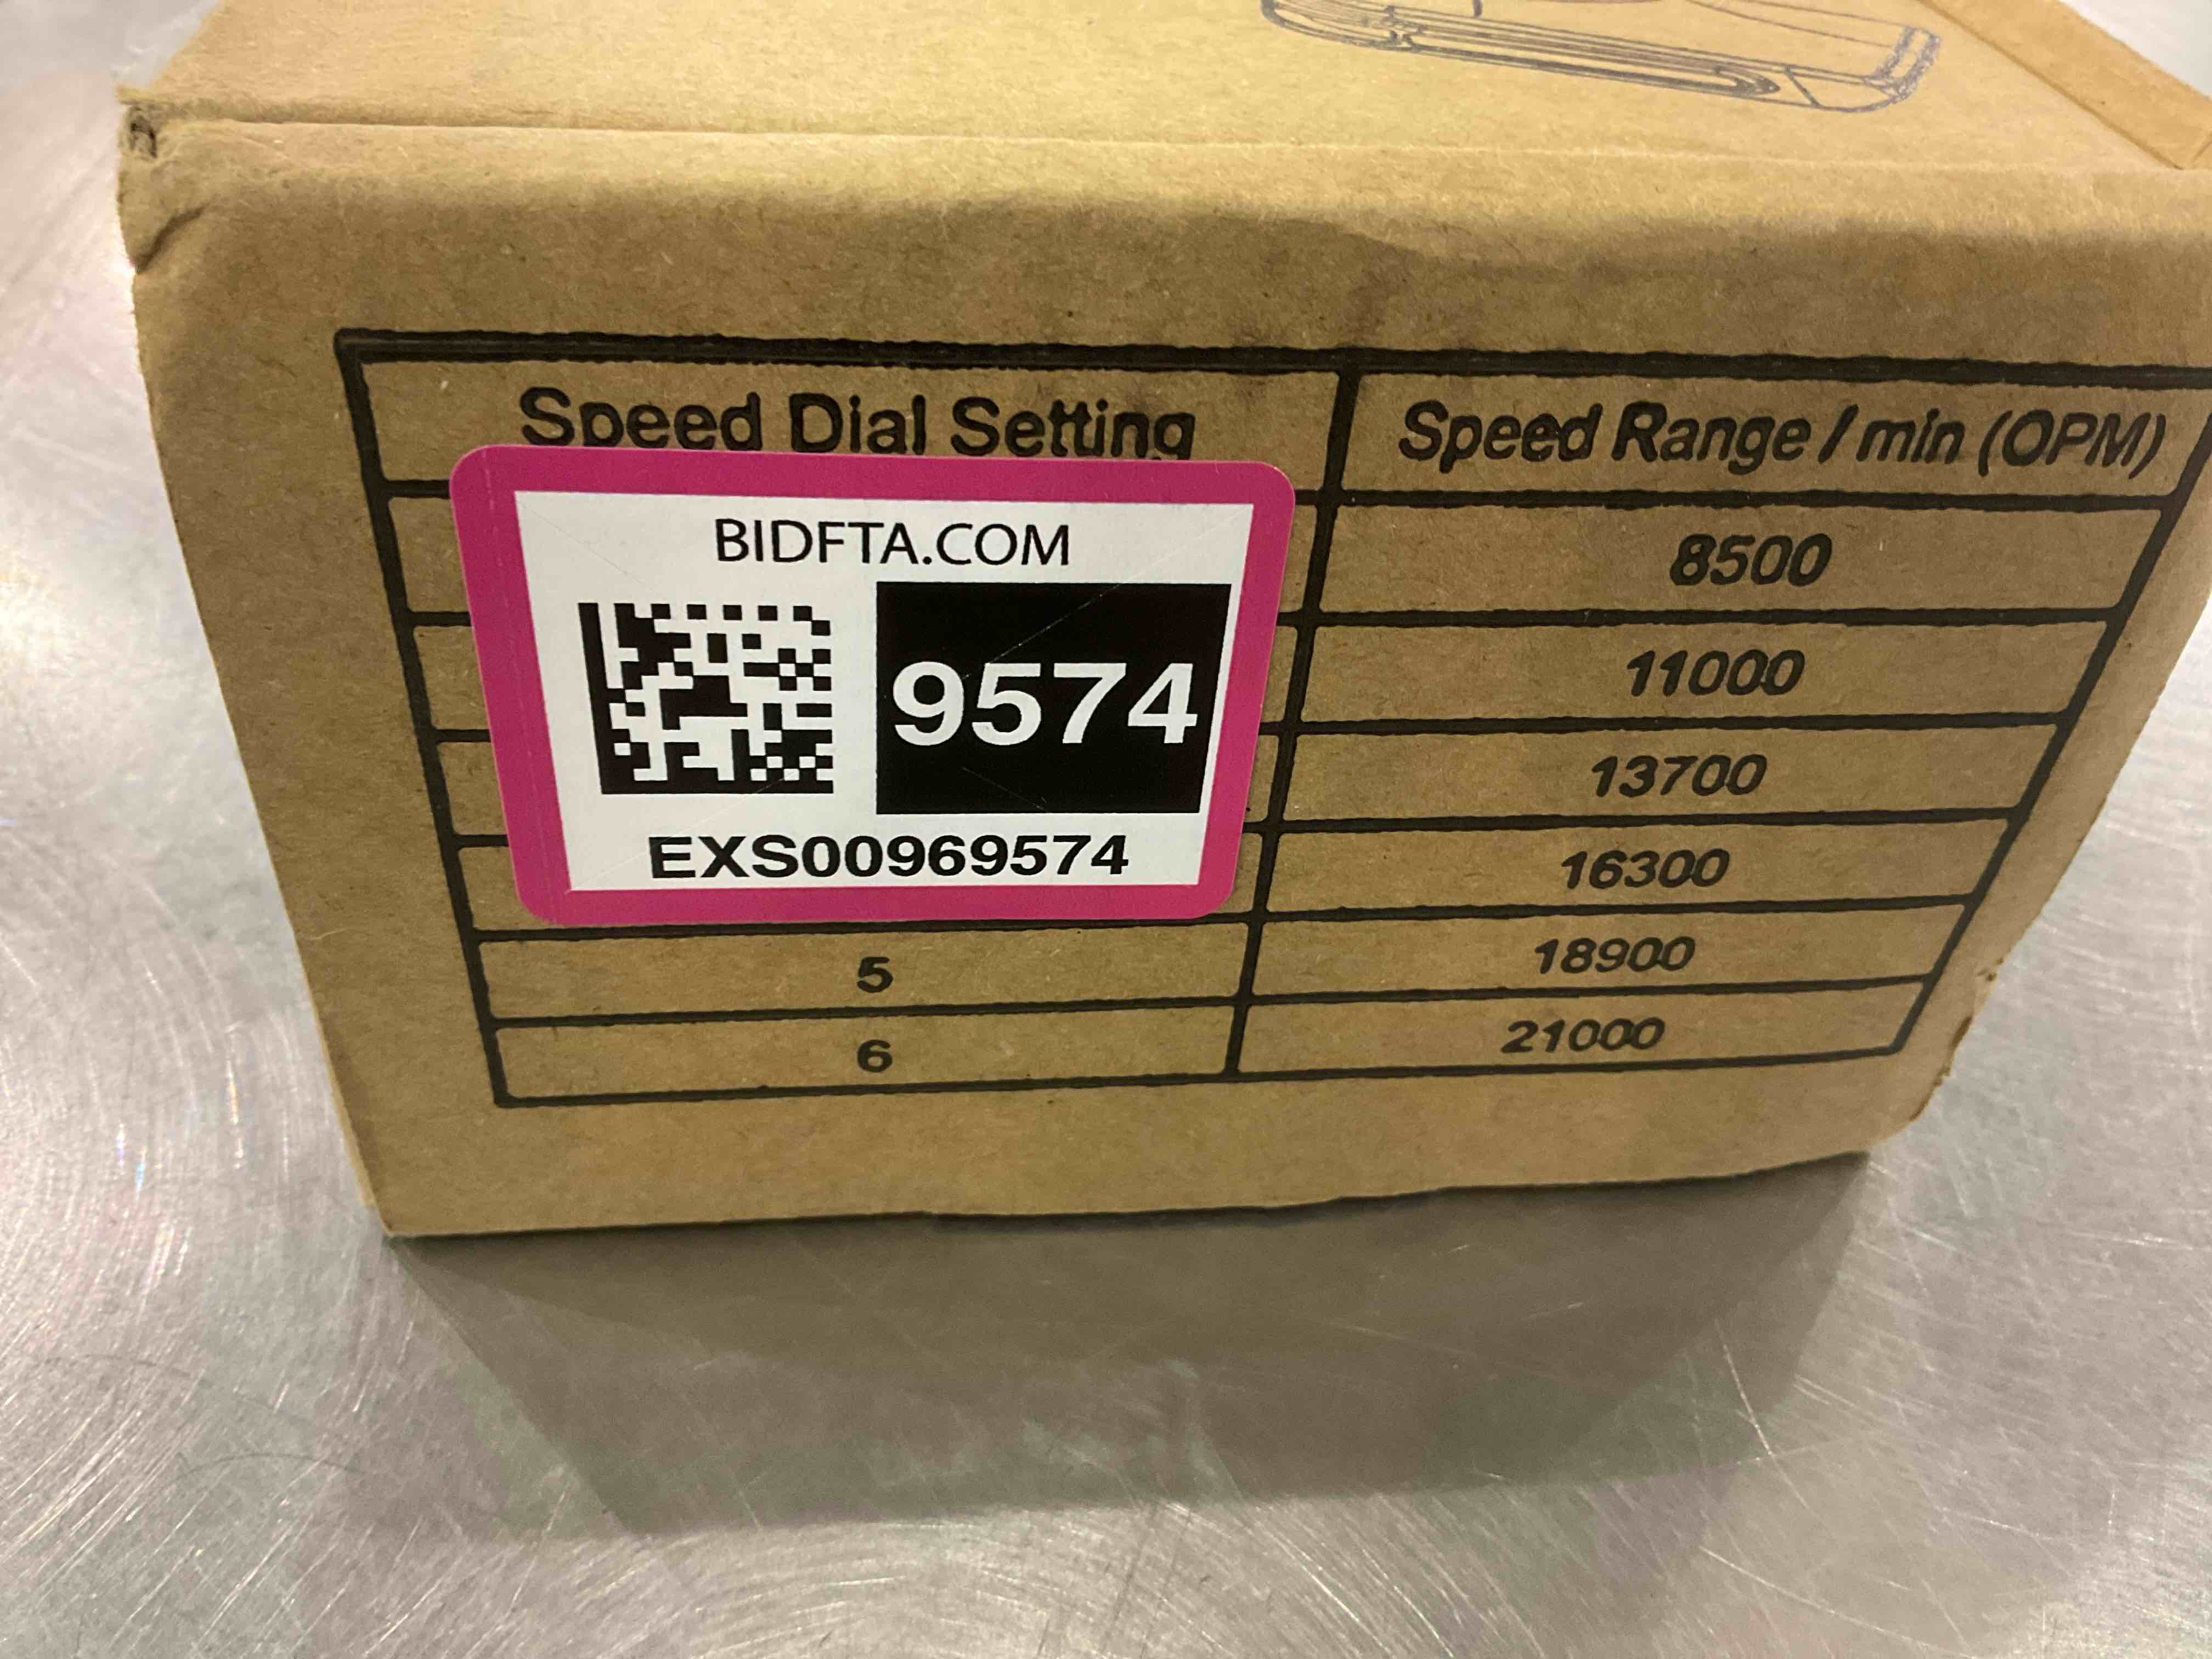 Speed Dial Setting Speed Range / min (OPM)
BIDFTA.COM
9574
EXS00969574
8500
11000
13700
16300
5 18900
6 21000